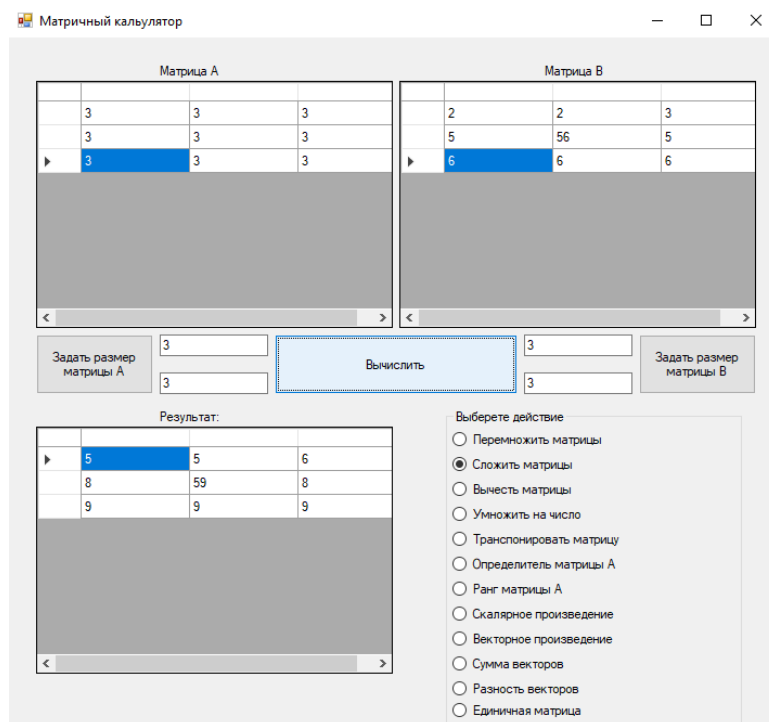 Матричный кальулятор
Матрица А
Матрица В
3 3 3
3 3 3
3 3 3
2 2 3
5 56 5
6 6 6
Задать размер
матрицы А
3
3
Вычислить
3
3
Задать размер
матрицы В
Результат:
5 5 6
8 59 8
9 9 9
Выберете действие
Перемножить матрицы
Сложить матрицы
Вычесть матрицы
Умножить на число
Транспонировать матрицу
Определитель матрицы А
Ранг матрицы А
Скалярное произведение
Векторное произведение
Сумма векторов
Разность векторов
Единичная матрица